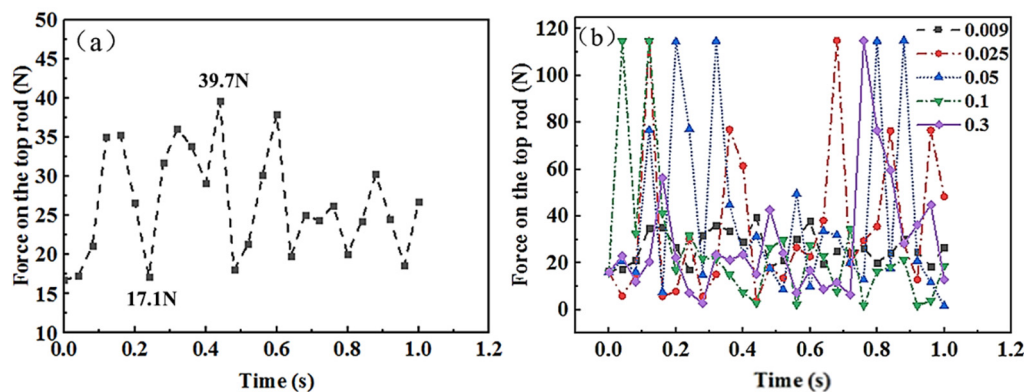 (a)
50
45
40
35
30
25
20
15
10
39.7N
17.1N
Force on the top rod (N)
0.0 0.2 0.4 0.6 0.8 1.0 1.2
Time (s)
(b)
120
100
80
60
40
20
0
0.009
0.025
0.05
0.1
0.3
Force on the top rod (N)
0.0 0.2 0.4 0.6 0.8 1.0 1.2
Time (s)